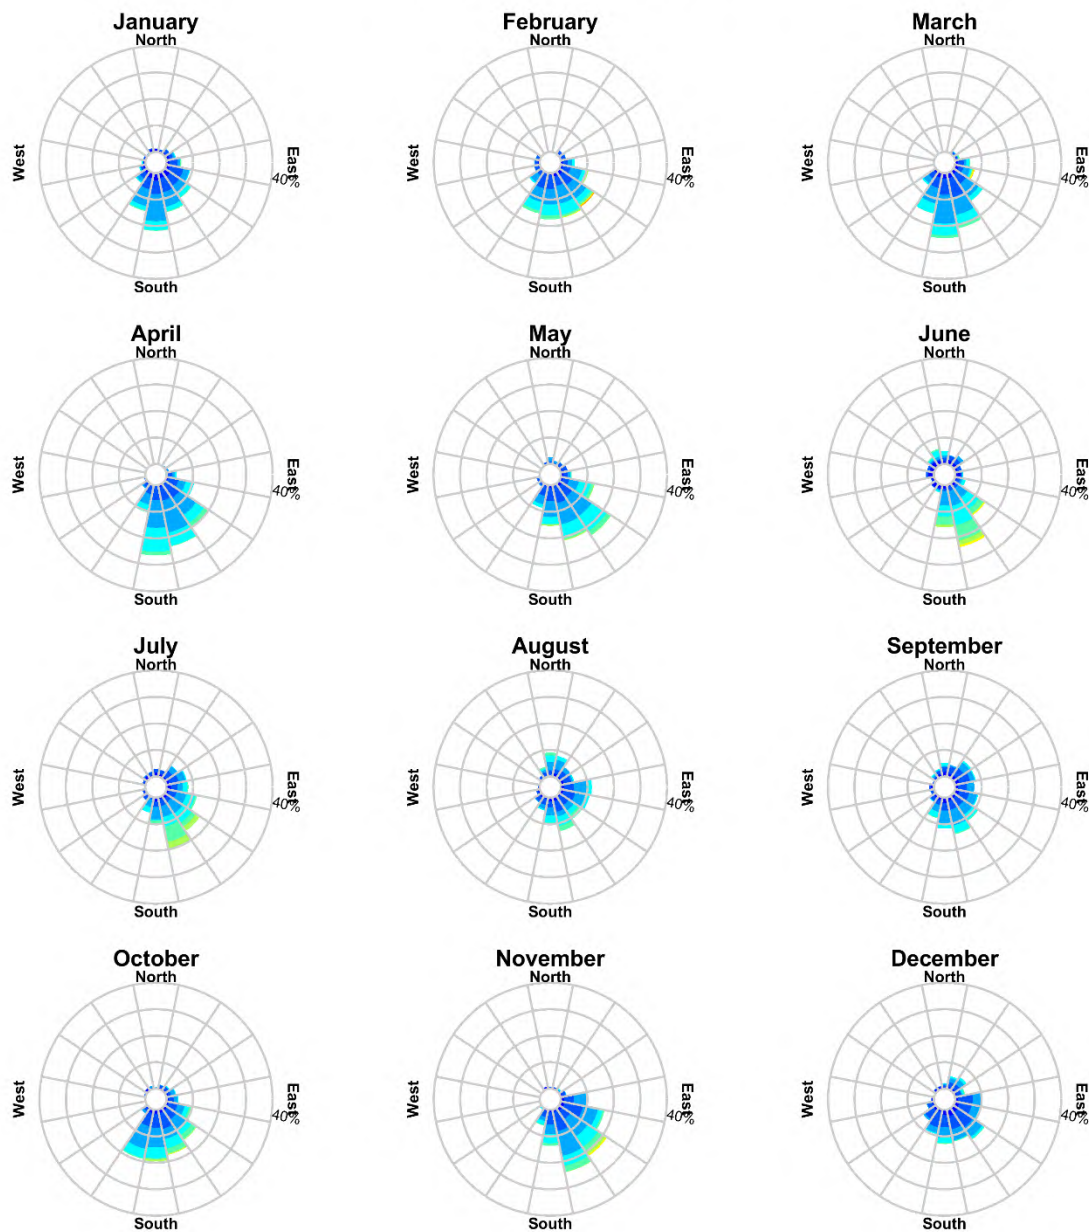 January
North
West
East
40%
South
February
North
West
East
40%
South
March
North
West
East
40%
South
April
North
West
East
40%
South
May
North
West
East
40%
South
June
North
West
East
40%
South
July
North
West
East
40%
South
August
North
West
East
40%
South
September
North
West
East
40%
South
October
North
West
East
40%
South
November
North
West
East
40%
South
December
North
West
East
40%
South